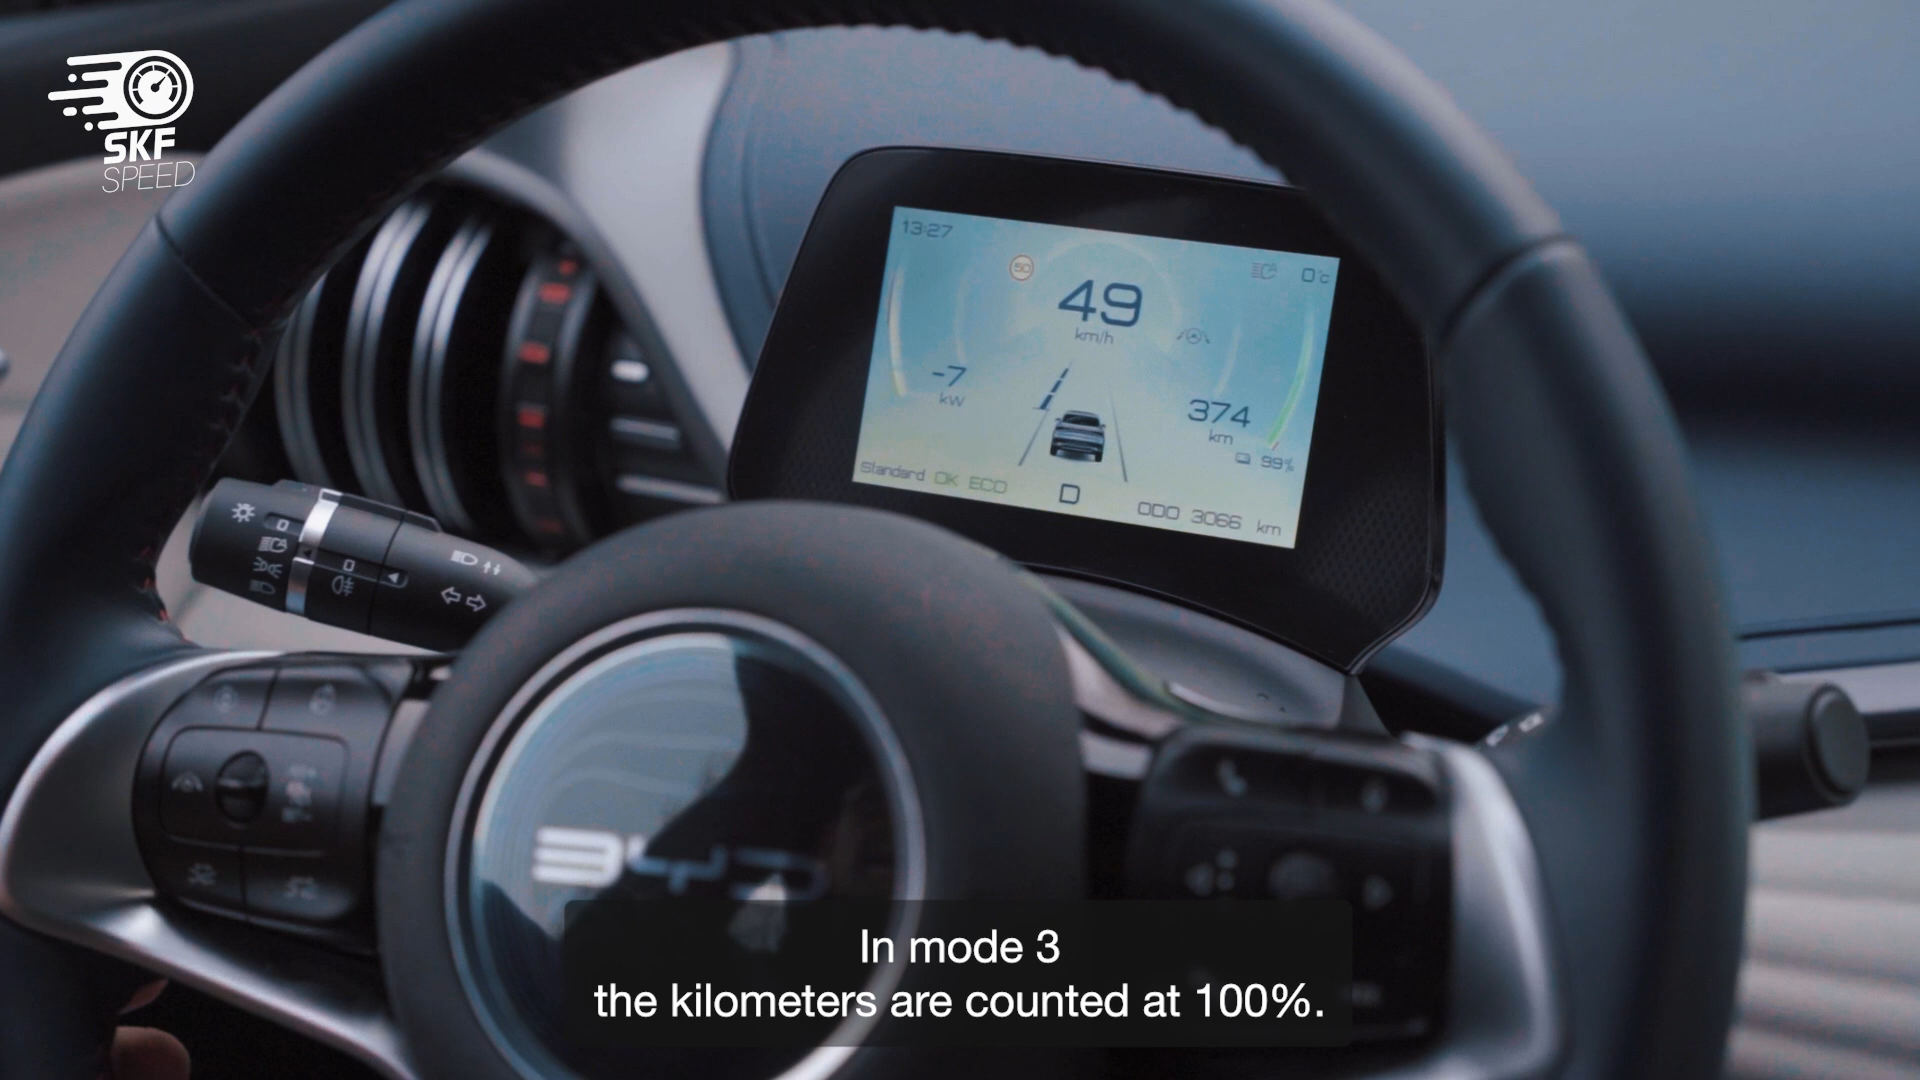 SKF
SPEED
13:27
50
0°c
49
km/h
-7
kW
374
km
99%
Standard OK ECO
D
ODO 3066 km
BYD
In mode 3
the kilometers are counted at 100%.